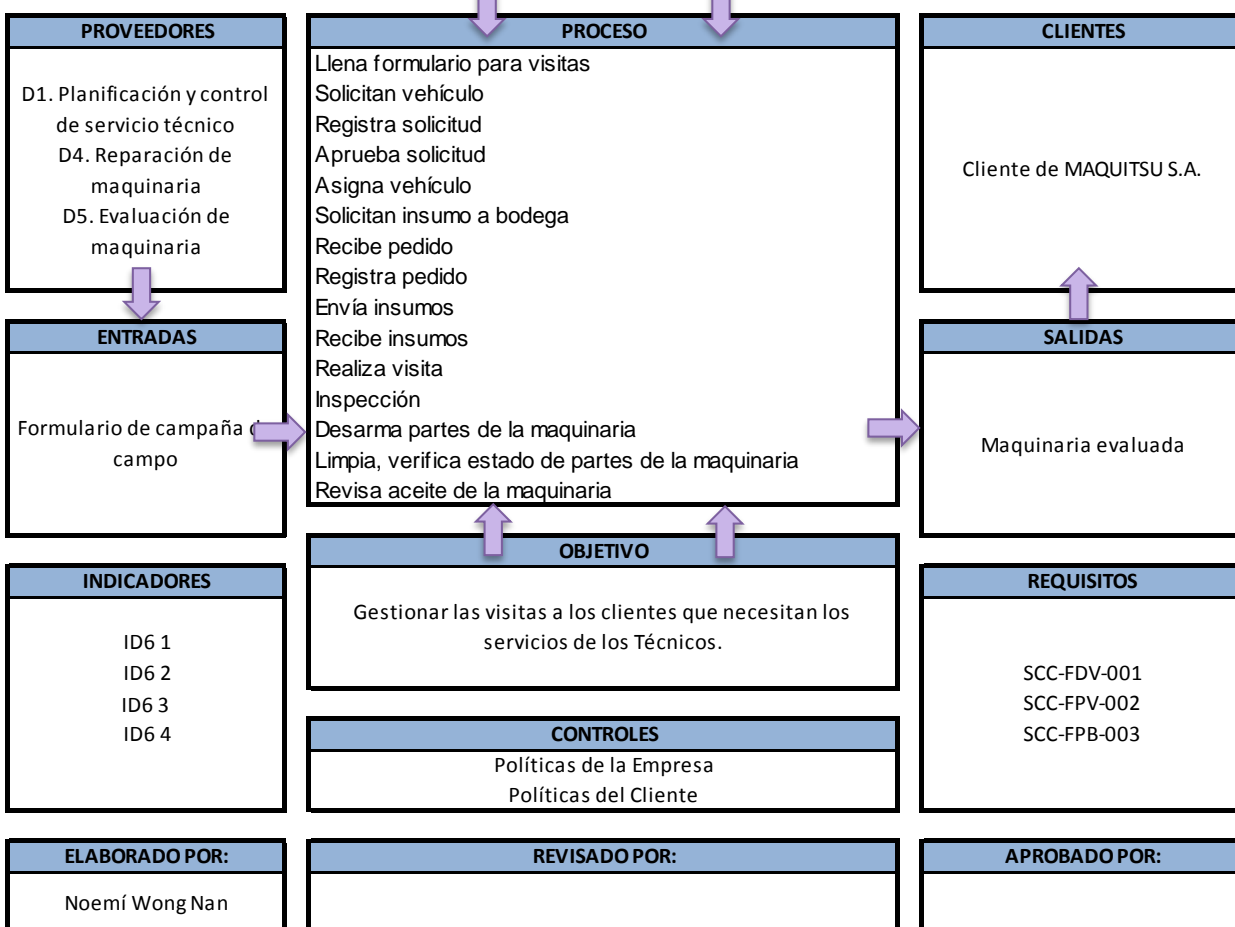 PROVEEDORES
D1. Planificación y control
de servicio técnico
D4. Reparación de
maquinaria
D5. Evaluación de
maquinaria
PROCESO
Llena formulario para visitas
Solicitan vehículo
Registra solicitud
Aprueba solicitud
Asigna vehículo
Solicitan insumo a bodega
Recibe pedido
Registra pedido
Envía insumos
Recibe insumos
Realiza visita
Inspección
Desarma partes de la maquinaria
Limpia, verifica estado de partes de la maquinaria
Revisa aceite de la maquinaria
CLIENTES
Cliente de MAQUITSU S.A.
ENTRADAS
Formulario de campaña
campo
SALIDAS
Maquinaria evaluada
INDICADORES
ID6 1
ID6 2
ID6 3
ID6 4
OBJETIVO
Gestionar las visitas a los clientes que necesitan los
servicios de los Técnicos.
CONTROLES
Políticas de la Empresa
Políticas del Cliente
REQUISITOS
SCC-FDV-001
SCC-FPV-002
SCC-FPB-003
ELABORADO POR:
Noemí Wong Nan
REVISADO POR:
APROBADO POR: